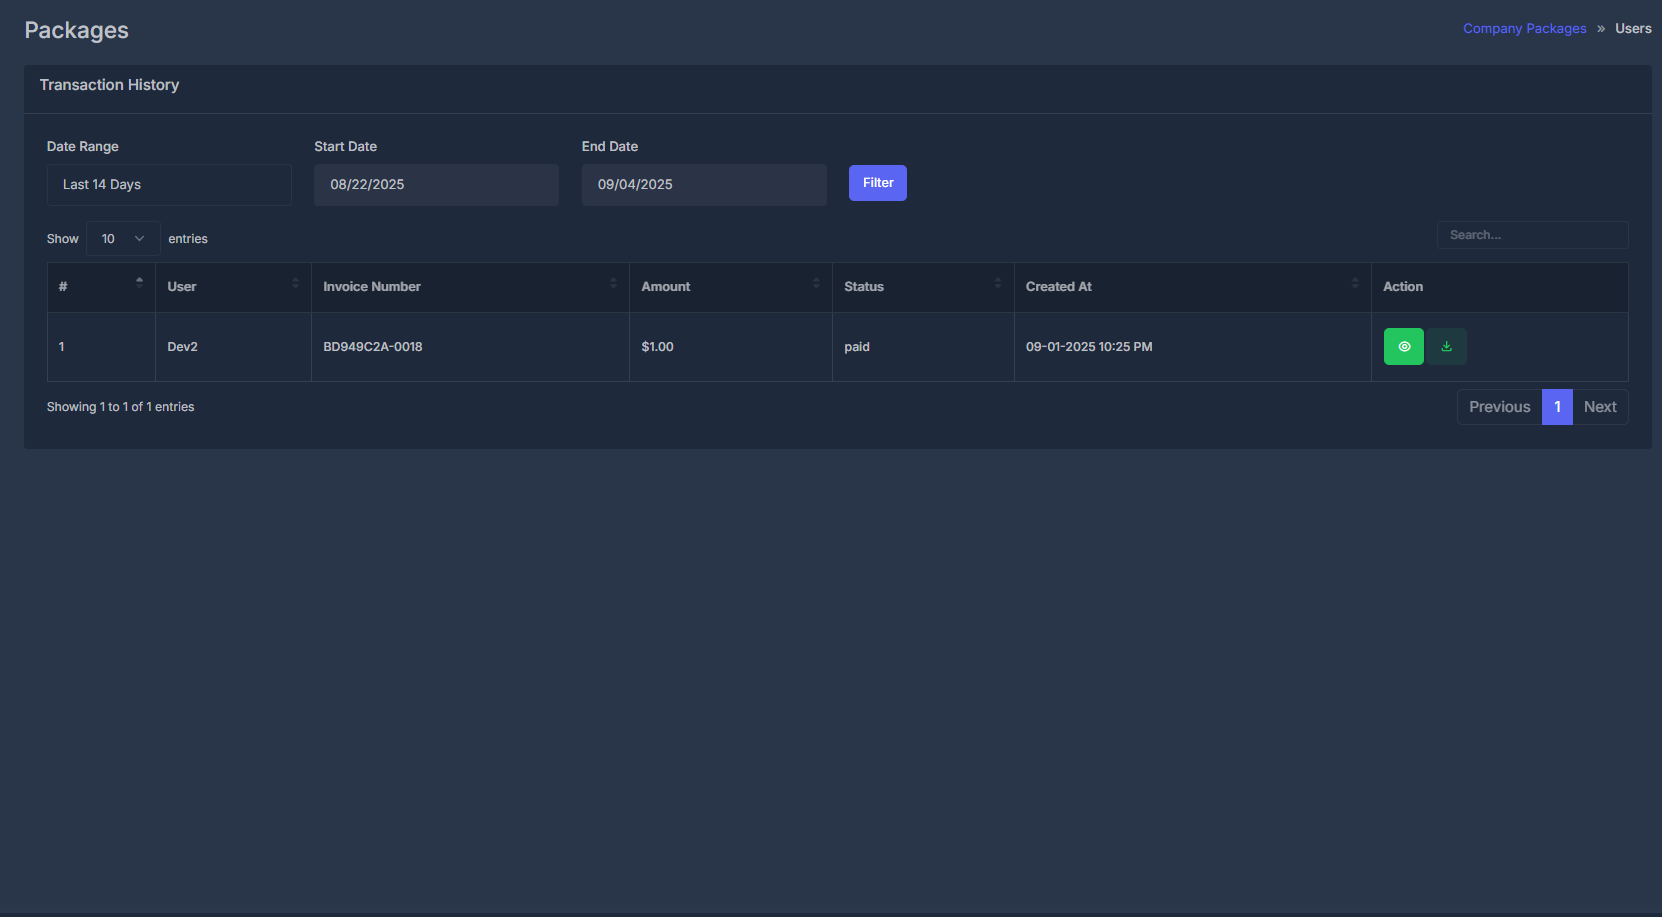 Packages
Company Packages » Users
Transaction History
Date Range Start Date End Date
Last 14 Days 08/22/2025 09/04/2025 Filter
Show 10 entries Search...
# User Invoice Number Amount Status Created At Action
1 Dev2 BD949C2A-0018 $1.00 paid 09-01-2025 10:25 PM
Showing 1 to 1 of 1 entries Previous 1 Next